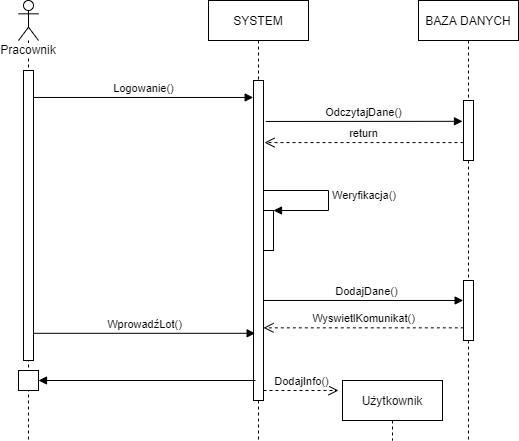 SYSTEM
BAZA DANYCH
Pracownik
Logowanie()
OdczytajDane()
return
Weryfikacja()
DodajDane()
WyswietlKomunikat()
WprowadźLot()
DodajInfo()
Użytkownik